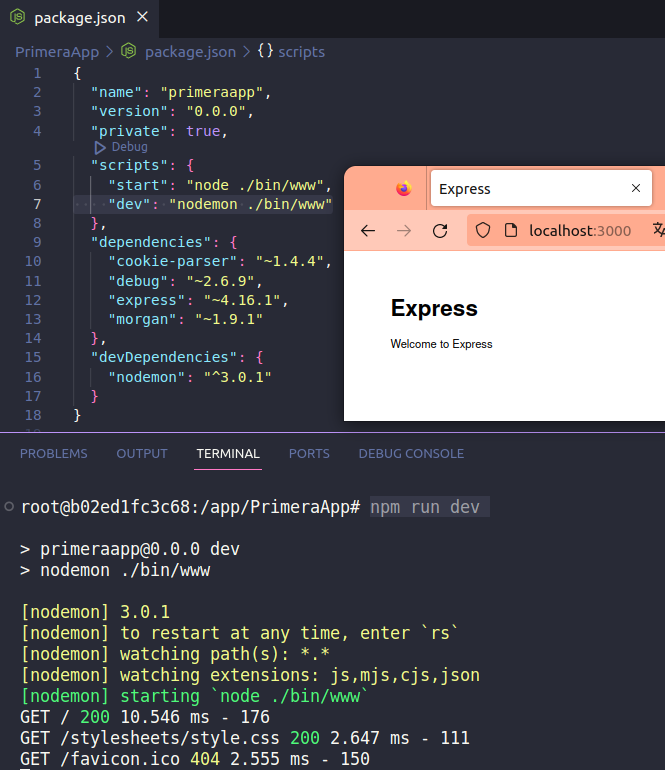 package.json
PrimeraApp > package.json > {} scripts
1 {
2 "name": "primeraapp",
3 "version": "0.0.0",
4 "private": true,
Debug
5 "scripts": {
6 "start": "node ./bin/www",
7 "dev": "nodemon ./bin/www"
8 },
9 "dependencies": {
10 "cookie-parser": "~1.4.4",
11 "debug": "~2.6.9",
12 "express": "~4.16.1",
13 "morgan": "~1.9.1"
14 },
15 "devDependencies": {
16 "nodemon": "^3.0.1"
17 }
18 }
Express
localhost:3000
Express
Welcome to Express
PROBLEMS OUTPUT TERMINAL PORTS DEBUG CONSOLE
root@b02ed1fc3c68:/app/PrimeraApp# npm run dev
> primeraapp@0.0.0 dev
> nodemon ./bin/www
[nodemon] 3.0.1
[nodemon] to restart at any time, enter `rs`
[nodemon] watching path(s): *.*
[nodemon] watching extensions: js,mjs,cjs,json
[nodemon] starting `node ./bin/www`
GET / 200 10.546 ms - 176
GET /stylesheets/style.css 200 2.647 ms - 111
GET /favicon.ico 404 2.555 ms - 150